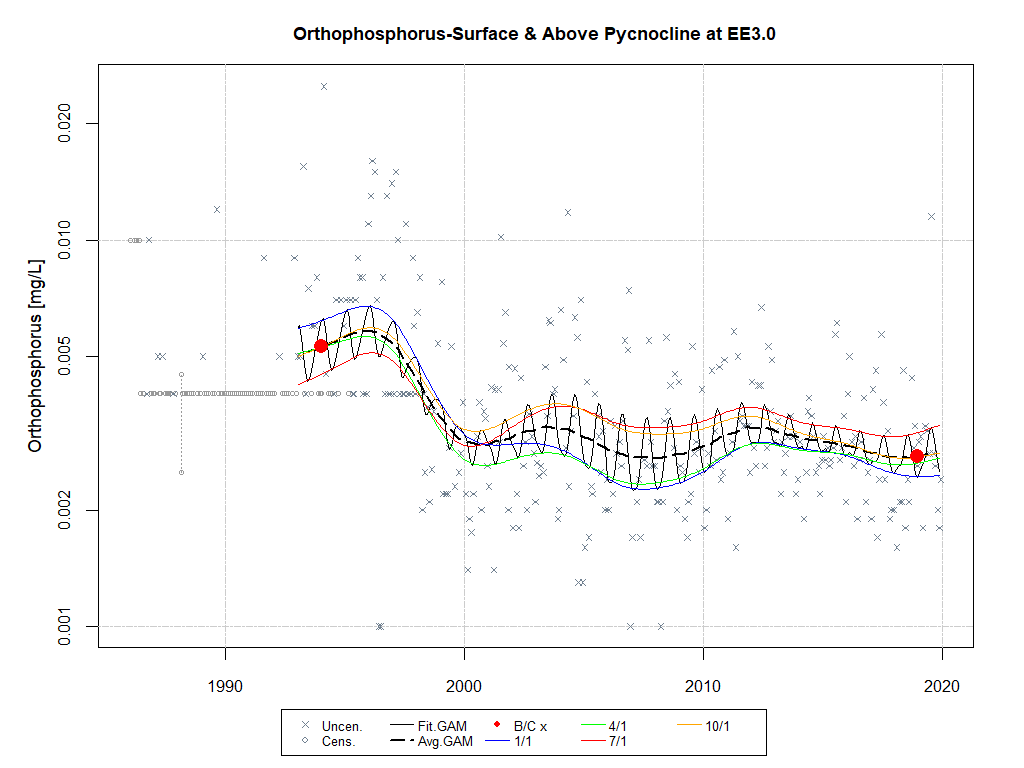 Orthophosphorus-Surface & Above Pycnocline at EE3.0
Orthophosphorus [mg/L]
0.020
0.010
0.005
0.002
0.001
1990 2000 2010 2020
Uncen. Fit.GAM B/C x 4/1 10/1
Cens. Avg.GAM 1/1 7/1